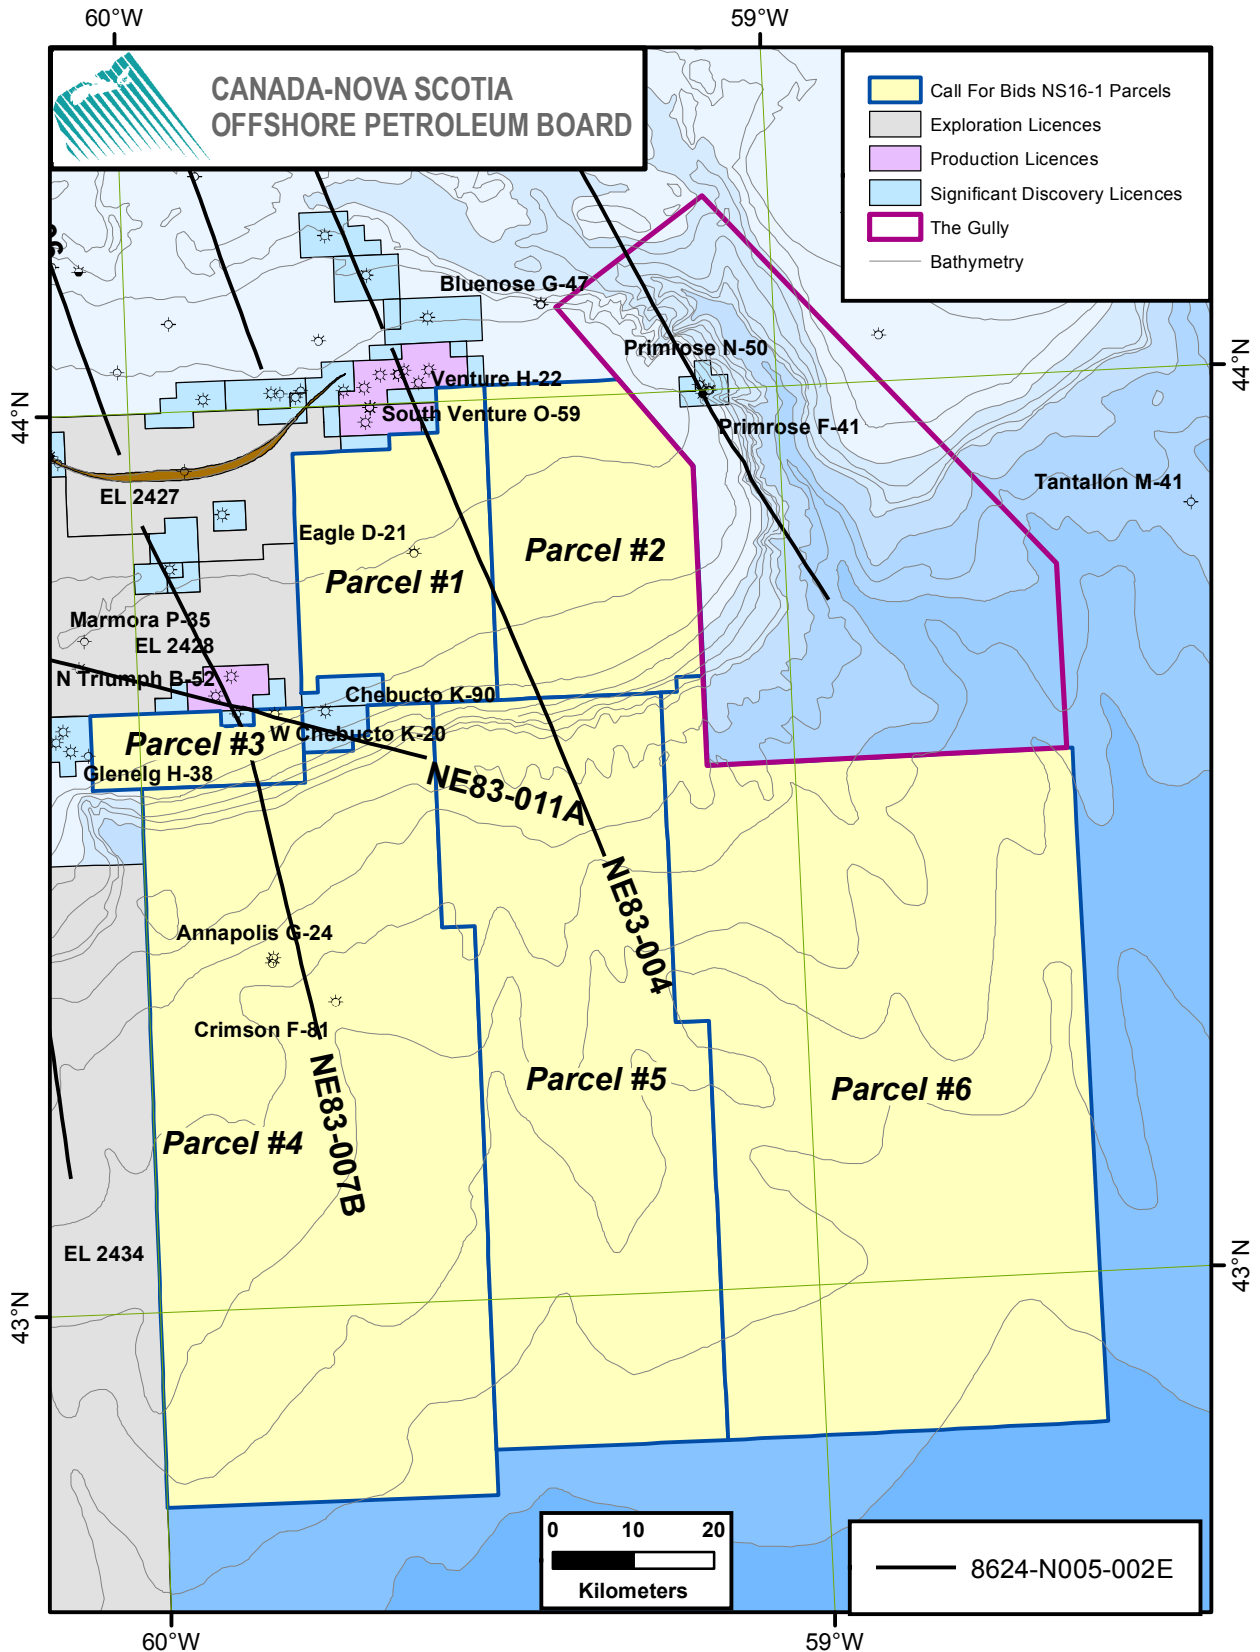 60°W
59°W
CANADA-NOVA SCOTIA
OFFSHORE PETROLEUM BOARD
Call For Bids NS16-1 Parcels
Exploration Licences
Production Licences
Significant Discovery Licences
The Gully
Bathymetry
Bluenose G-47
Primrose N-50
44°N
Venture H-22
44°N
South Venture O-59
Primrose F-41
Tantallon M-41
EL 2427
Eagle D-21
Parcel #2
Parcel #1
Marmora P-35
EL 2428
N Triumph B-52
Chebucto K-90
W Chebucto K-20
Parcel #3
Glenelg H-38
NE83-011A
NE83-004
Annapolis G-24
Crimson F-81
Parcel #5
Parcel #6
NE83-007B
Parcel #4
EL 2434
43°N
43°N
0 10 20
Kilometers
8624-N005-002E
60°W
59°W